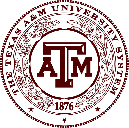 THE TEXAS A&M UNIVERSITY SYSTEM
ATM
1876